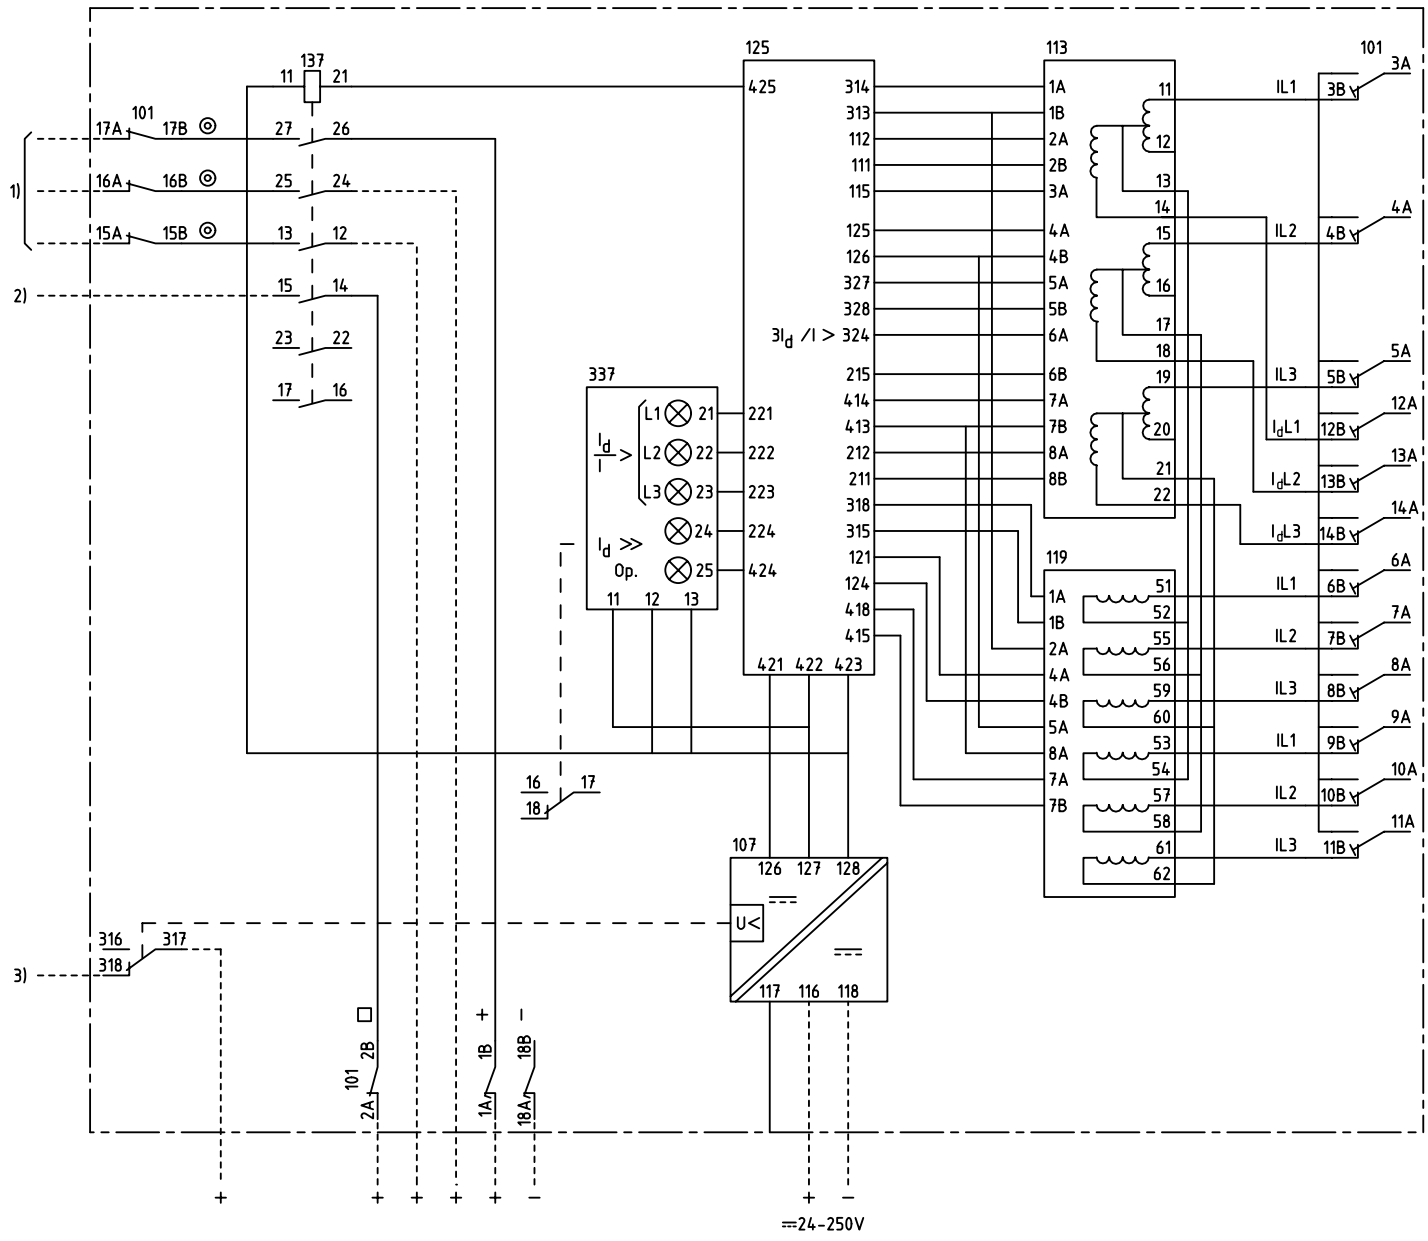 125 113 101
137
11 21
425 314 1A
11 IL1 3B 3A
101
17A 17B 27 26
313 1B
112 2A
12
111 2B
1)
16A 16B 25 24
115 3A
13
14
15A 15B 13 12
125 4A
15 IL2 4B 4A
126 4B
2)
15 14
327 5A
16
328 5B
23 22
3Id /I > 324 6A
17
18
215 6B
19 IL3 5B 5A
17 16
414 7A
337
L1 21 221
413 7B
20 IdL1 12B 12A
Id/I > L2 22 222
212 8A
21
211 8B
22 IdL2 13B 13A
L3 23 223
318
24 224
315
Id >>
IdL3 14B 14A
Op. 25 424
121
119
124 1A
51 IL1 6B 6A
11 12 13
418 1B
52
415 2A
55 IL2 7B 7A
421 422 423
4A
56
4B
59 IL3 8B 8A
5A
60
8A
53 IL1 9B 9A
7A
54
16 17
18
7B
57 IL2 10B 10A
58
107
126 127 128
61 IL3 11B 11A
62
U<
316 317
318
3)
117 116 118
+ −
101 2B 1B 18B
2A 1A 18A
+ + + + + − + −
24-250V